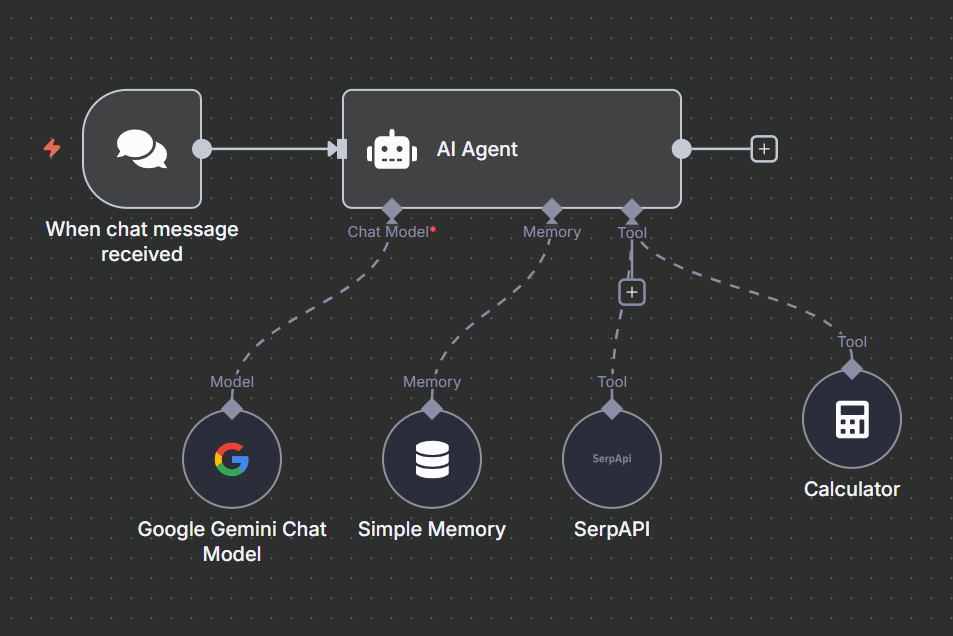 AI Agent
When chat message
received
Chat Model*
Memory
Tool
Model
Memory
Tool
Tool
SerpApi
Google Gemini Chat
Model
Simple Memory
SerpAPI
Calculator